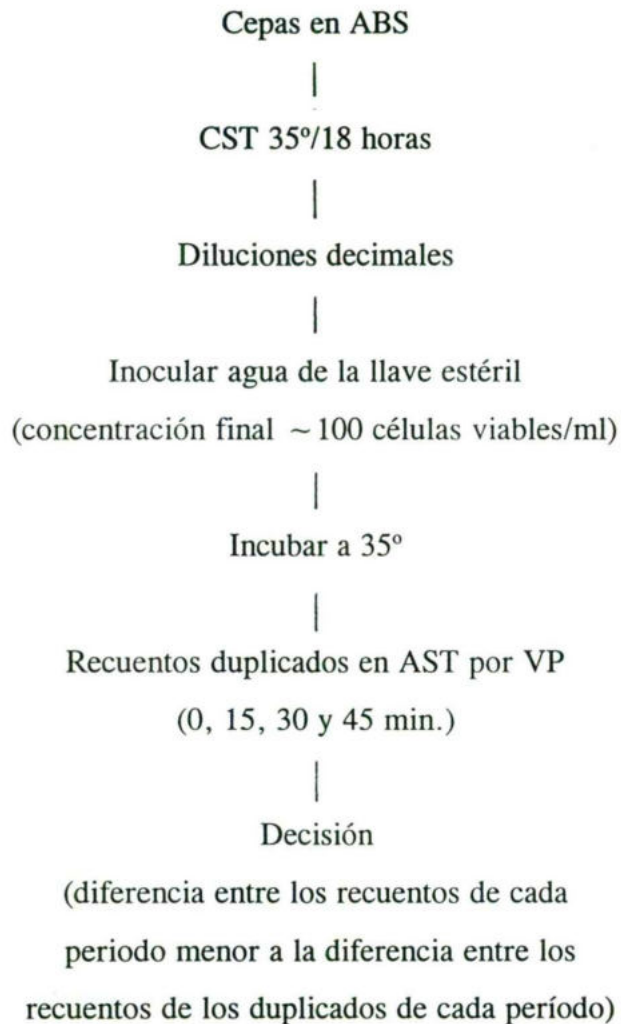 Cepas en ABS
CST 35º/18 horas
Diluciones decimales
Inocular agua de la llave estéril
(concentración final ~100 células viables/ml)
Incubar a 35º
Recuentos duplicados en AST por VP
(0, 15, 30 y 45 min.)
Decisión
(diferencia entre los recuentos de cada
periodo menor a la diferencia entre los
recuentos de los duplicados de cada período)